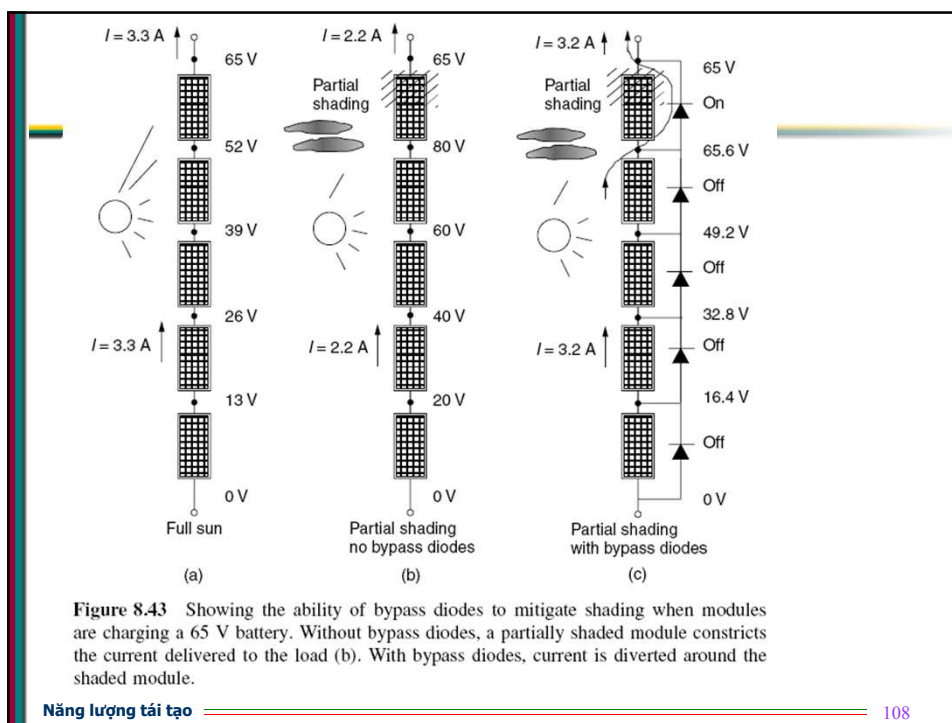 I = 3.3 A
65 V
52 V
39 V
26 V
I = 3.3 A
13 V
0 V
Full sun
(a)
I = 2.2 A
65 V
Partial
shading
80 V
60 V
40 V
I = 2.2 A
20 V
0 V
Partial shading
no bypass diodes
(b)
I = 3.2 A
65 V
Partial
shading
On
65.6 V
Off
49.2 V
Off
32.8 V
I = 3.2 A
Off
16.4 V
Off
0 V
Partial shading
with bypass diodes
(c)
Figure 8.43 Showing the ability of bypass diodes to mitigate shading when modules
are charging a 65 V battery. Without bypass diodes, a partially shaded module constricts
the current delivered to the load (b). With bypass diodes, current is diverted around the
shaded module.
Năng lượng tái tạo
108